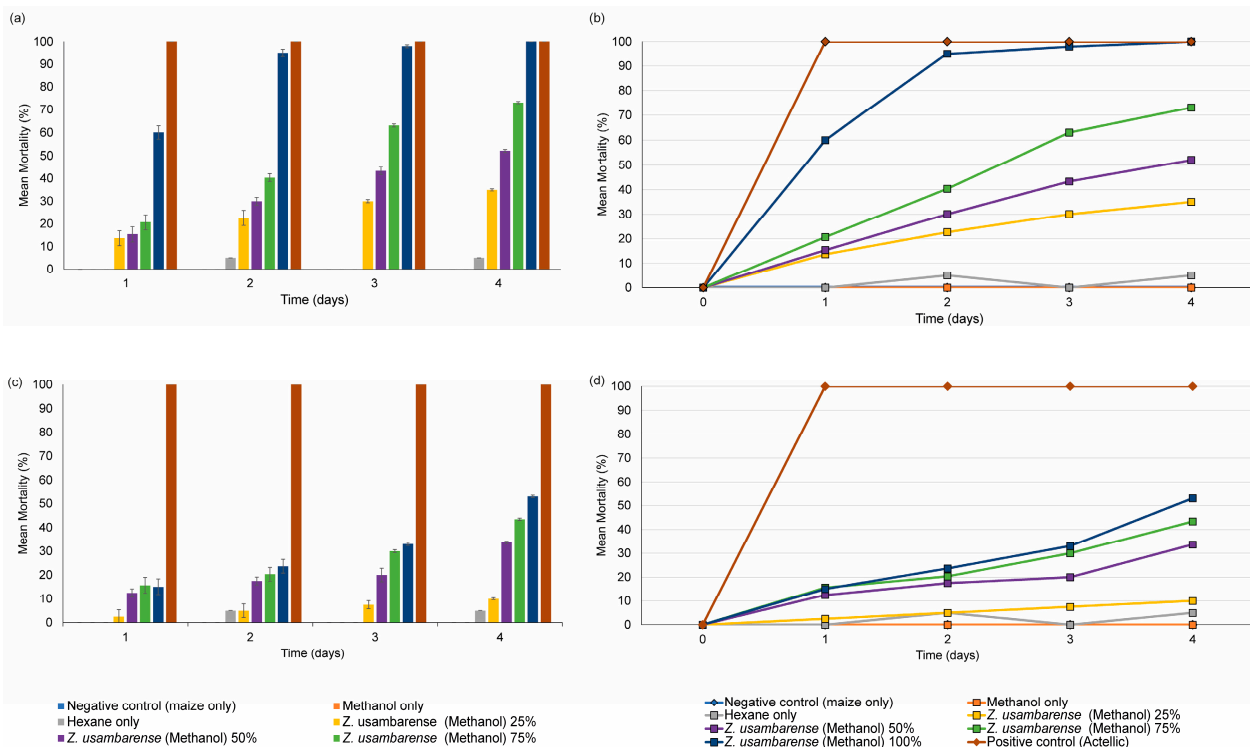 (a)
(b)
Mean Mortality (%)
100
90
80
70
60
50
40
30
20
10
0
1 2 3 4
Time (days)
Mean Mortality (%)
100
90
80
70
60
50
40
30
20
10
0
0 1 2 3 4
Time (days)
(c)
(d)
Mean Mortality (%)
100
90
80
70
60
50
40
30
20
10
0
1 2 3 4
Time (days)
Mean Mortality (%)
100
90
80
70
60
50
40
30
20
10
0
0 1 2 3 4
Time (days)
Negative control (maize only) Methanol only
Hexane only Z. usambarense (Methanol) 25%
Z. usambarense (Methanol) 50% Z. usambarense (Methanol) 75%
Negative control (maize only) Methanol only
Hexane only Z. usambarense (Methanol) 25%
Z. usambarense (Methanol) 50% Z. usambarense (Methanol) 75%
Z. usambarense (Methanol) 100% Positive control (Actellic)